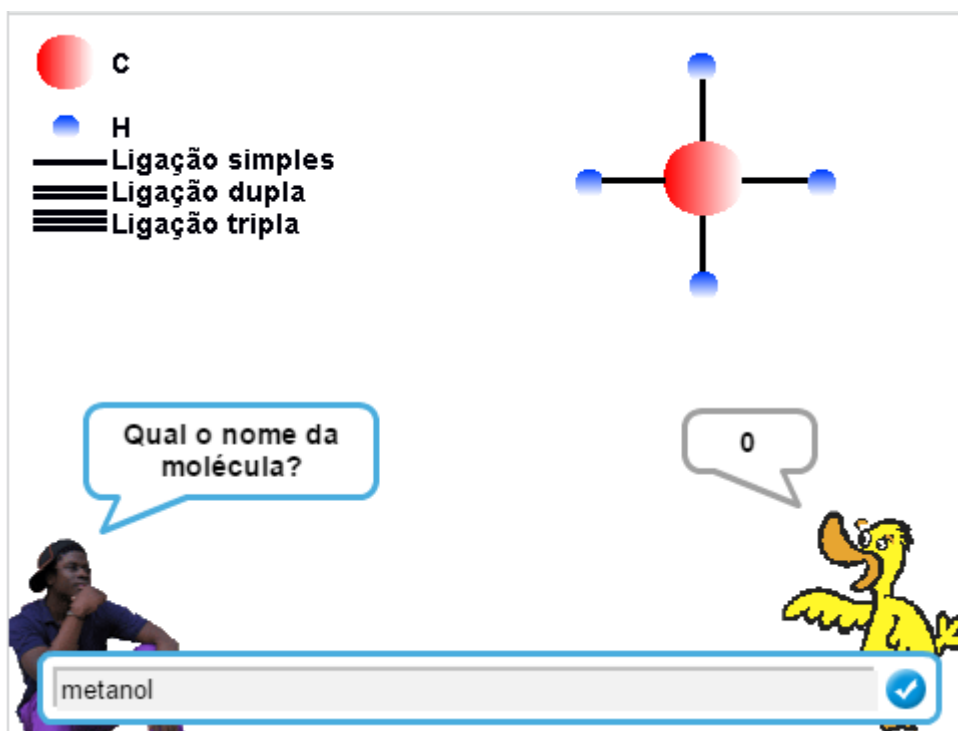 C
H
Ligação simples
Ligação dupla
Ligação tripla
Qual o nome da
molécula?
0
metanol